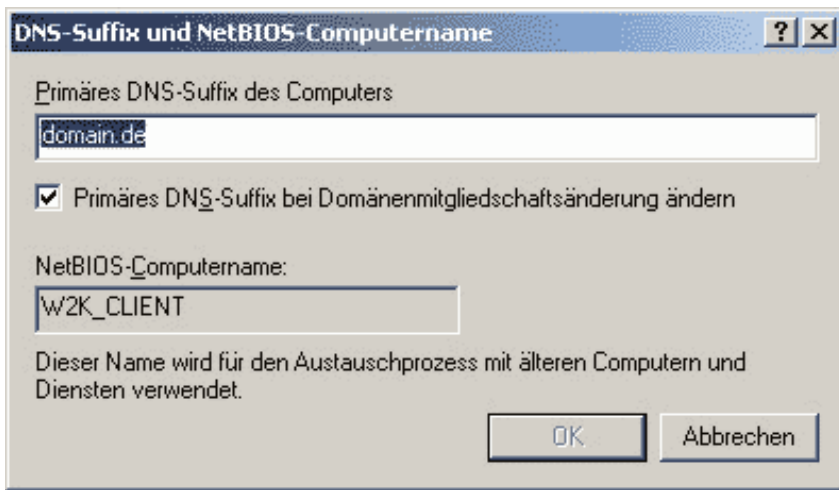 DNS-Suffix und NetBIOS-Computername
Primäres DNS-Suffix des Computers
domain.de
Primäres DNS-Suffix bei Domänenmitgliedschaftsänderung ändern
NetBIOS-Computername:
W2K_CLIENT
Dieser Name wird für den Austauschprozess mit älteren Computern und
Diensten verwendet.
OK Abbrechen